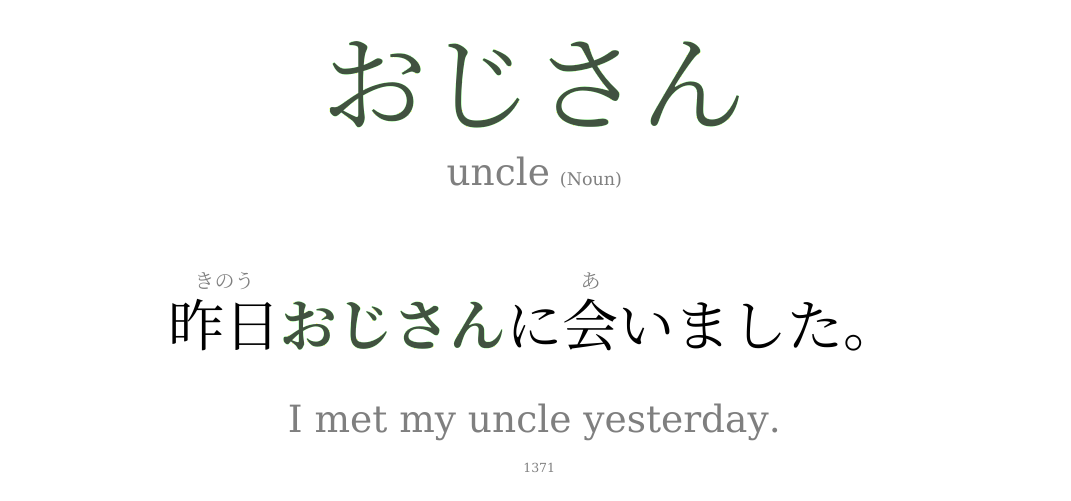 おじさん
uncle (Noun)
きのう あ
昨日おじさんに会いました。
I met my uncle yesterday.
1371